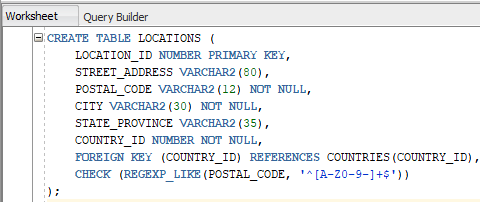 Worksheet Query Builder
CREATE TABLE LOCATIONS (
LOCATION_ID NUMBER PRIMARY KEY,
STREET_ADDRESS VARCHAR2(80),
POSTAL_CODE VARCHAR2(12) NOT NULL,
CITY VARCHAR2(30) NOT NULL,
STATE_PROVINCE VARCHAR2(35),
COUNTRY_ID NUMBER NOT NULL,
FOREIGN KEY (COUNTRY_ID) REFERENCES COUNTRIES(COUNTRY_ID),
CHECK (REGEXP_LIKE(POSTAL_CODE, '^[A-Z0-9-]+$'))
);